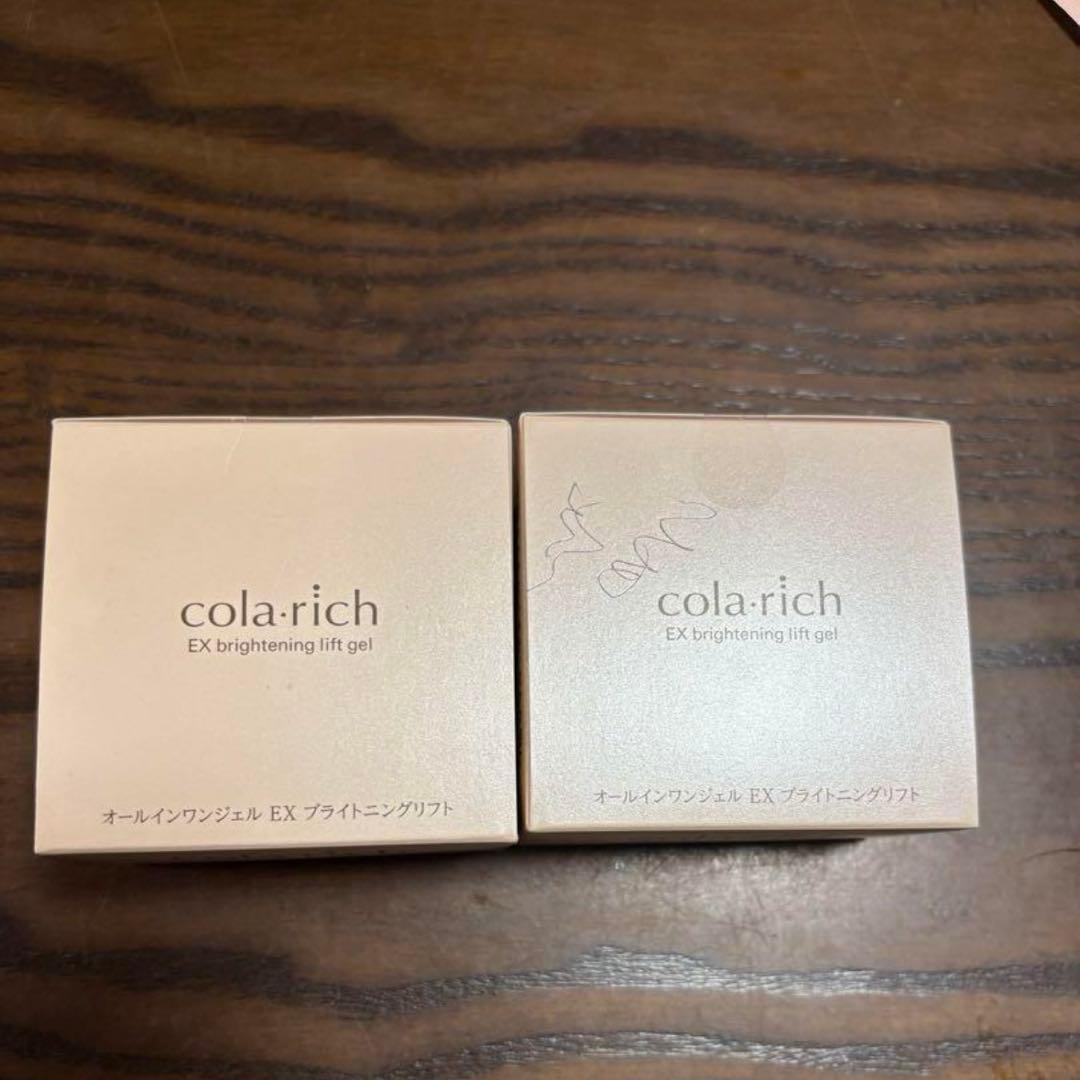 cola·rich
EX brightening lift gel
オールインワンジェル EX ブライトニングリフト
cola·rich
EX brightening lift gel
オールインワンジェル EX ブライトニングリフト